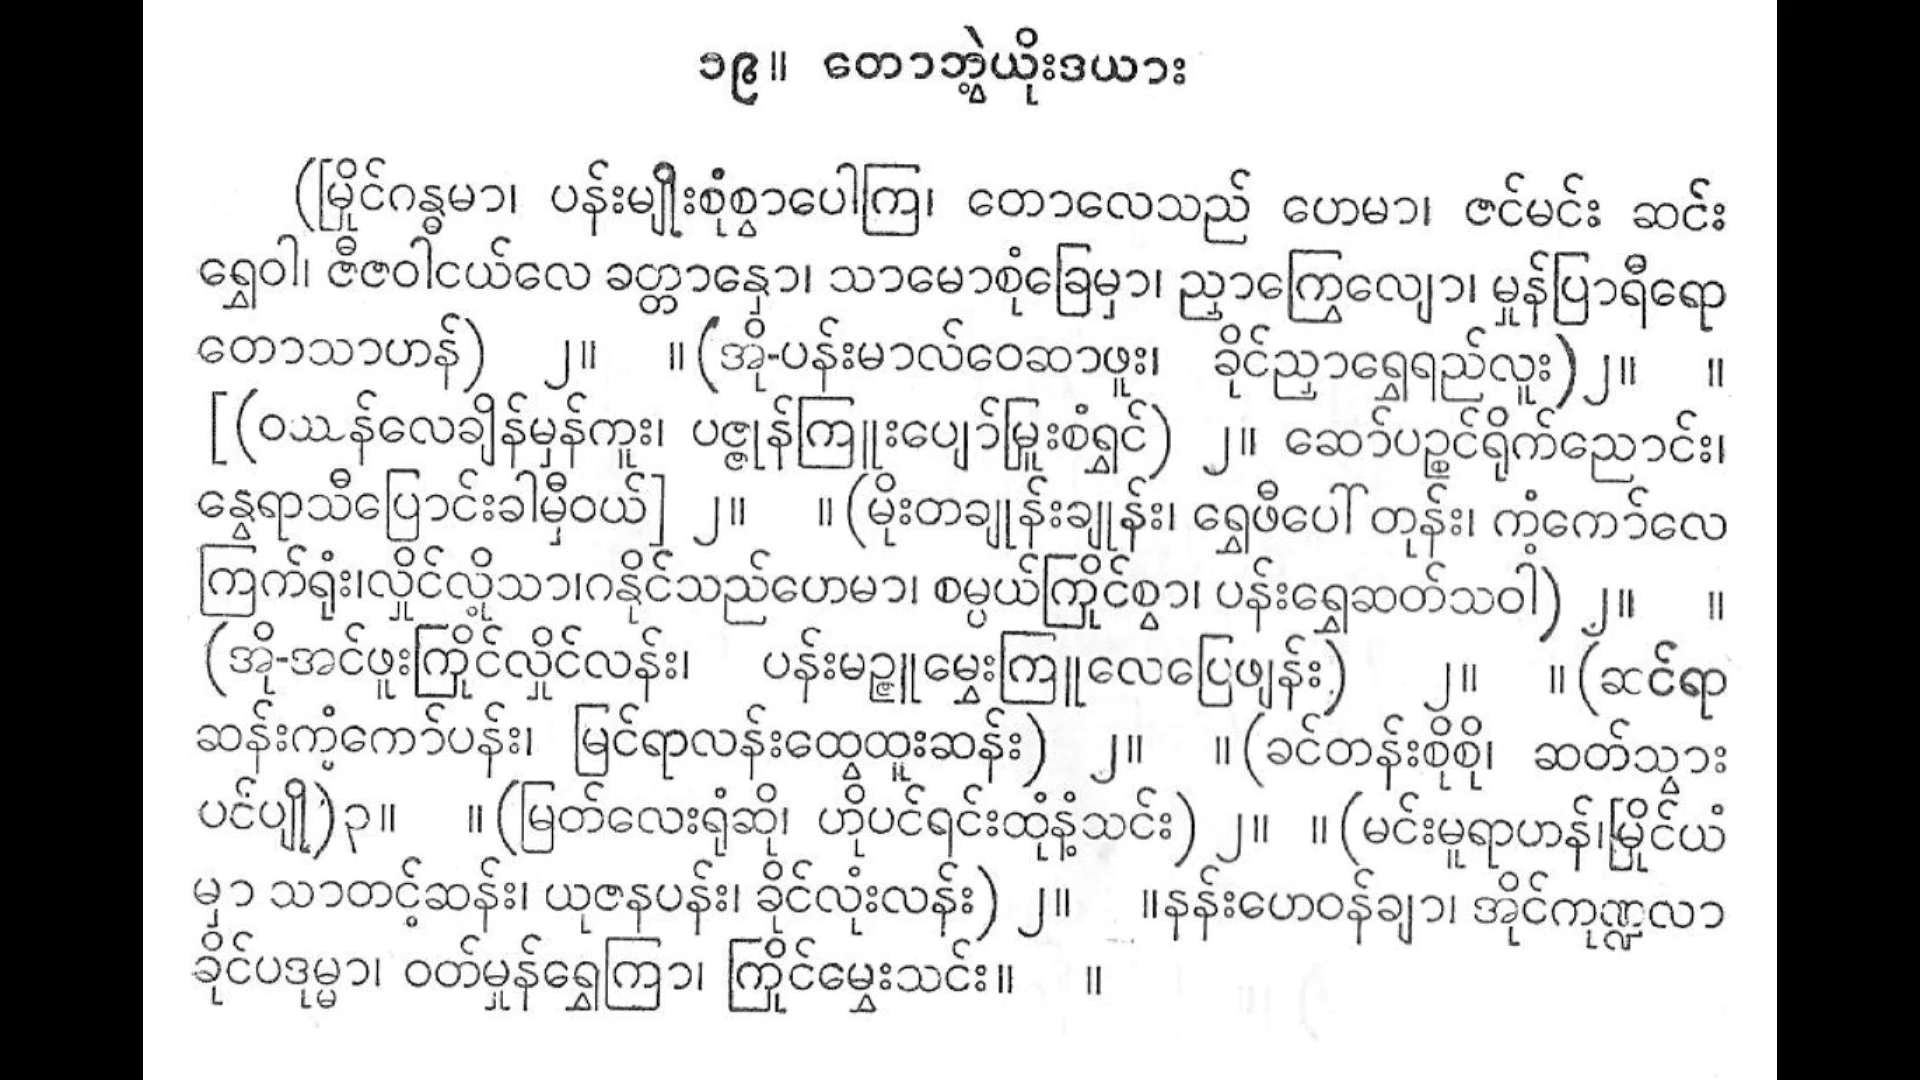 ၁၉။ တောဘွဲ့ယိုးဒယား
(မြိုင်ဂန္ဓမာ၊ ပန်းမျိုးစုံစွာပေါကြ၊ တောလေသည် ဟေမာ၊ ဇင်မင်း ဆင်း
ရွှေဝါ၊ ဇီဇဝါငယ်လေ ခတ္တာနှော၊ သာမောစုံခြေမှာ၊ ညှာကြွေလျော၊ မှုန်ပြာရီရော
တောသာဟန်) ၂။ ။(အို-ပန်းမာလ်ဝေဆာဖူး၊ ခိုင်ညှာရွှေရည်လူး)၂။ ။
[(ဝဿန်လေချိန်မှန်ကူး၊ ပဇ္ဇုန်ကြူးပျော်မြူးစံရွှင်) ၂။ ဆော်ပဉ္စင်ရိုက်ညောင်း၊
နွေရာသီပြောင်းခါမှီဝယ်] ၂။ ။(မိုးတချုန်းချုန်း၊ ရွှေဖီပေါ်တုန်း၊ ကံ့ကော်လေ
ကြက်ရုံး၊လှိုင်လို့သာ၊ဂနိုင်သည်ဟေမာ၊ စမ္ပယ်ကြိုင်စွာ၊ ပန်းရွှေဆတ်သဝါ) ၂။ ။
(အို-အင်ဖူးကြိုင်လှိုင်လန်း၊ ပန်းမဉ္ဇူမွှေးကြူလေပြေဖျန်း) ၂။ ။(ဆင်ရာ
ဆန်းကံ့ကော်ပန်း၊ မြင်ရာလန်းထွေထူးဆန်း) ၂။ ။(ခင်တန်းစိုစို၊ ဆတ်သွား
ပင်ပျို)၃။ ။(မြတ်လေးရုံဆို၊ ဟိုပင်ရင်းထုံနံ့သင်း) ၂။ ။(မင်းမူရာဟန်၊မြိုင်ယံ
မှာ သာတင့်ဆန်း၊ ယုဇနပန်း၊ ခိုင်လုံးလန်း) ၂။ ။နန်းဟေဝန်ချာ၊ အိုင်ကုဏ္ဍလာ
ခိုင်ပဒုမ္မာ၊ ဝတ်မှုန်ရွှေကြာ၊ ကြိုင်မွှေးသင်း။ ။